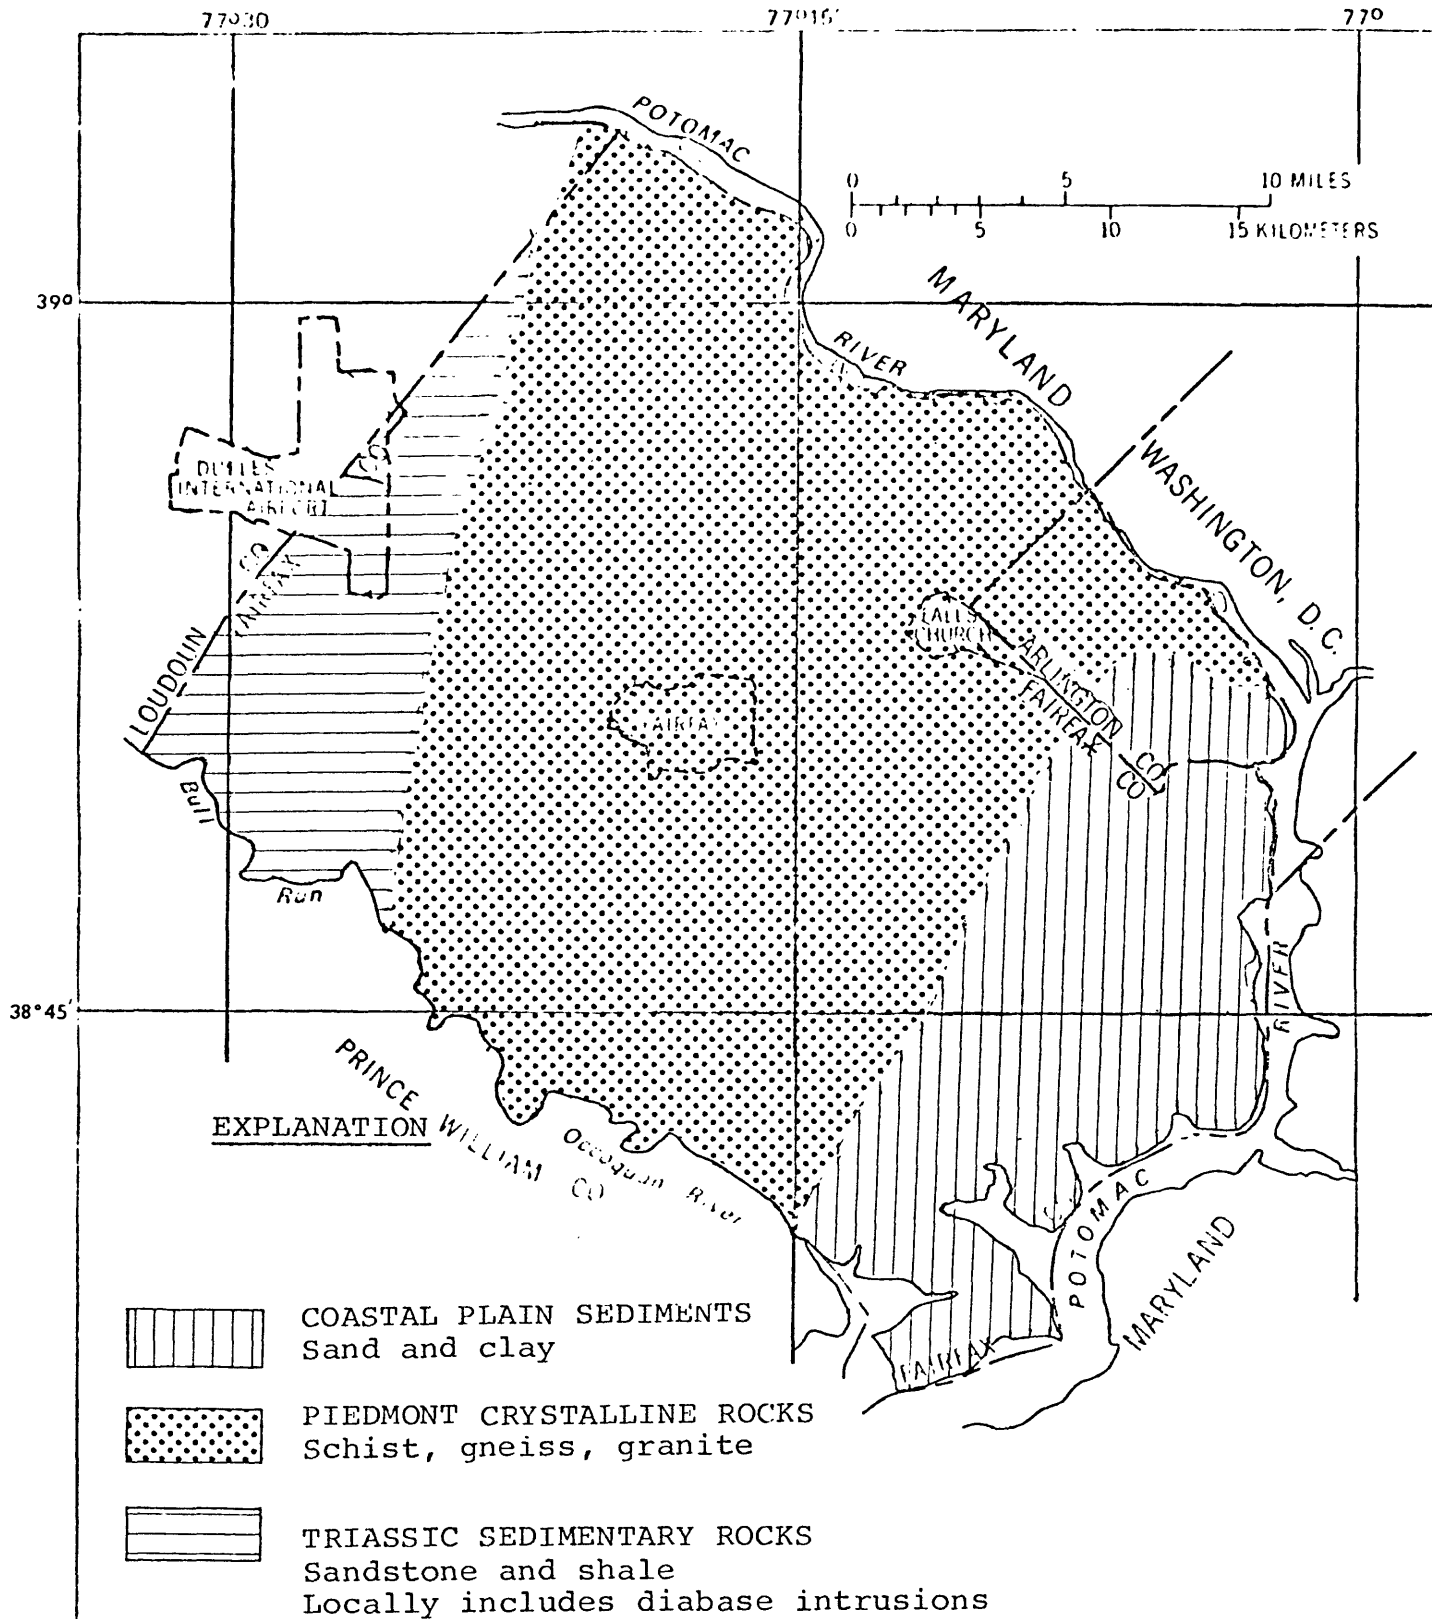 77°30
77°15'
77°
POTOMAC
0 5 10 MILES
0 5 10 15 KILOMETERS
39°
MARYLAND
RIVER
WASHINGTON, D.C.
DULLES
INTERNATIONAL
AIRPORT
CO
LOUDOUN CO
FAIRFAX
FALLS
CHURCH
ARLINGTON CO
FAIRFAX CO
FAIRFAX
Bull
Run
RIVER
38°45'
PRINCE WILLIAM CO
Occoquan River
EXPLANATION
POTOMAC
MARYLAND
FAIRFAX
COASTAL PLAIN SEDIMENTS
Sand and clay
PIEDMONT CRYSTALLINE ROCKS
Schist, gneiss, granite
TRIASSIC SEDIMENTARY ROCKS
Sandstone and shale
Locally includes diabase intrusions